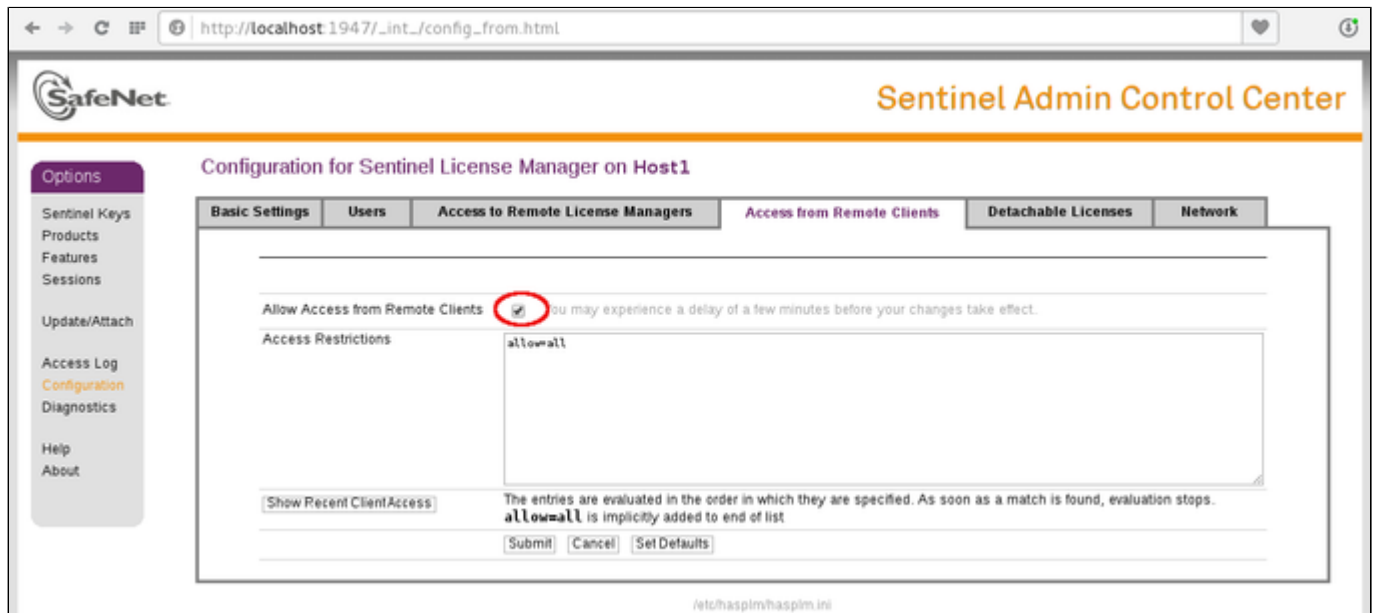 http://localhost:1947/_int_/config_from.html
SafeNet.
Sentinel Admin Control Center
Options
Sentinel Keys
Products
Features
Sessions
Update/Attach
Access Log
Configuration
Diagnostics
Help
About
Configuration for Sentinel License Manager on Host1
Basic Settings Users Access to Remote License Managers Access from Remote Clients Detachable Licenses Network
Allow Access from Remote Clients You may experience a delay of a few minutes before your changes take effect.
Access Restrictions
allow=all
Show Recent Client Access
The entries are evaluated in the order in which they are specified. As soon as a match is found, evaluation stops.
allow=all is implicitly added to end of list
Submit Cancel Set Defaults
/etc/hasplm/hasplm.ini